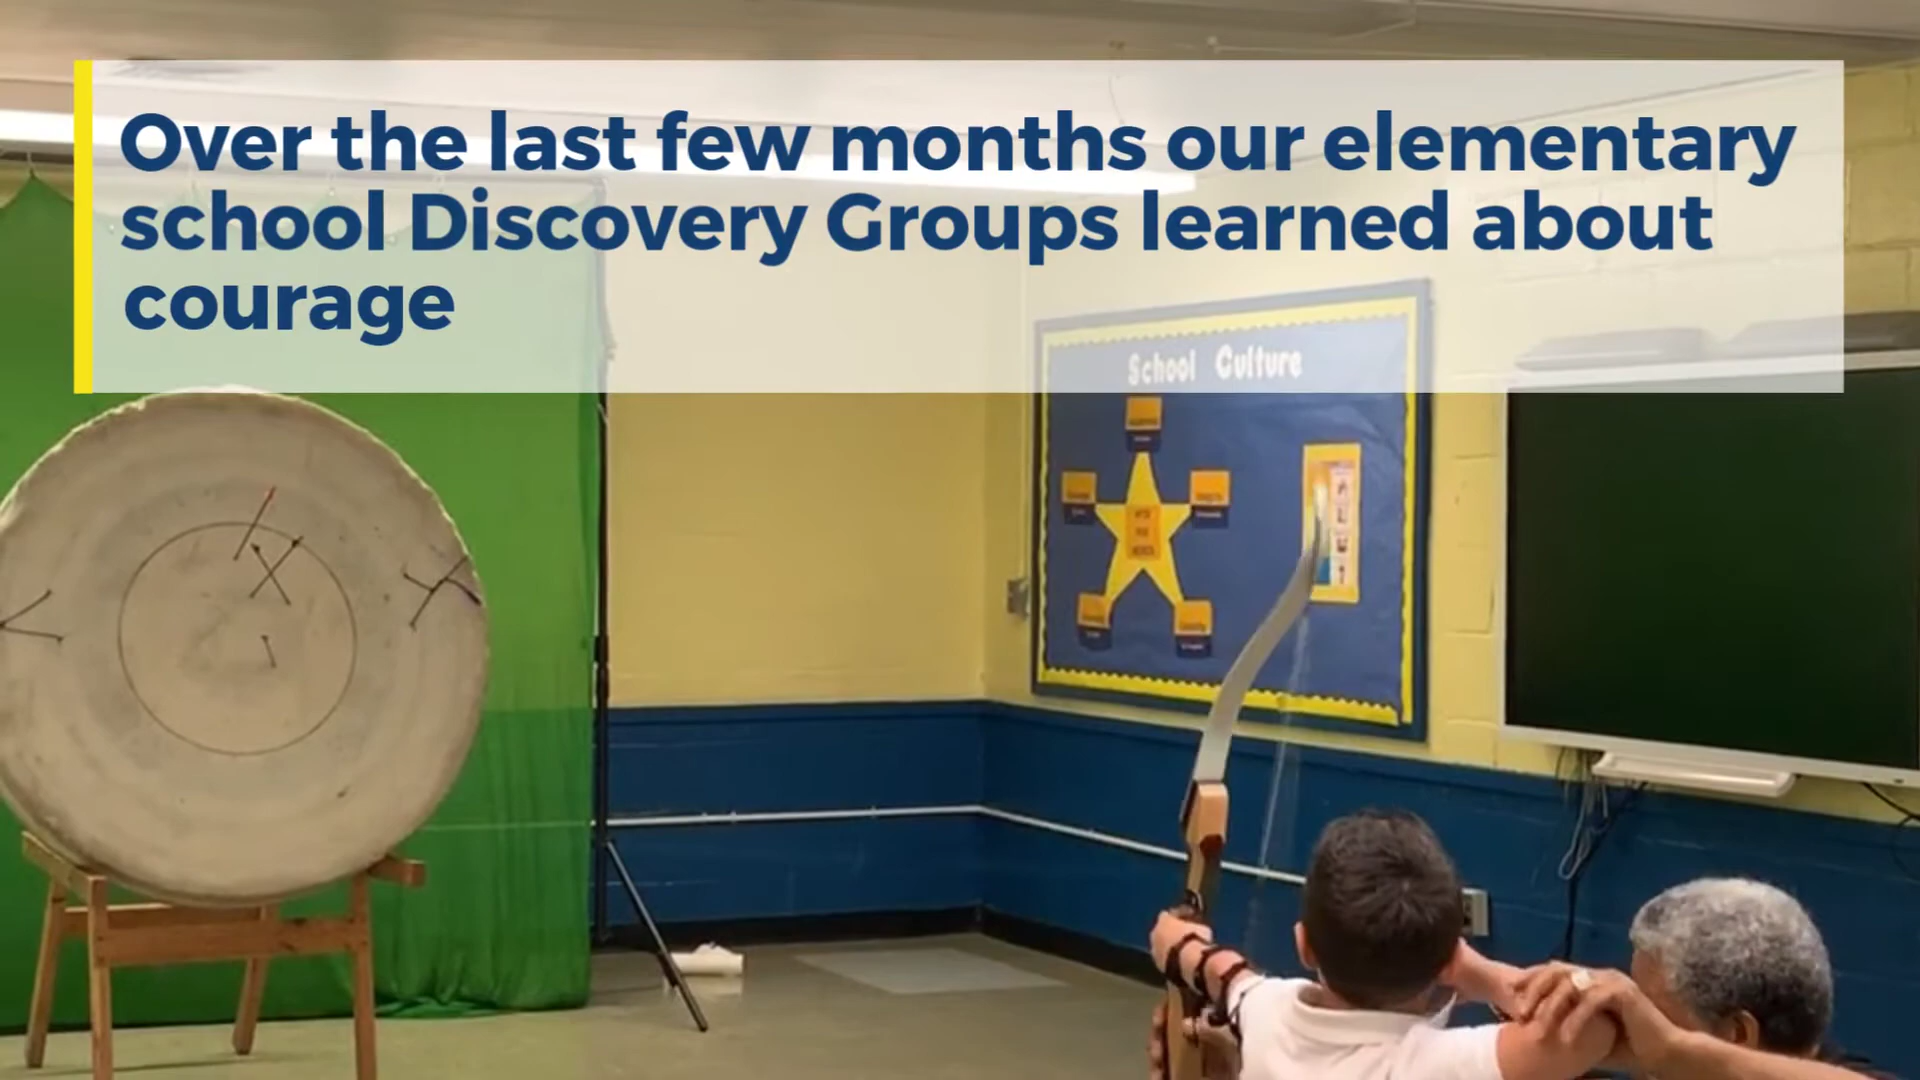 Over the last few months our elementary
school Discovery Groups learned about
courage
School Culture